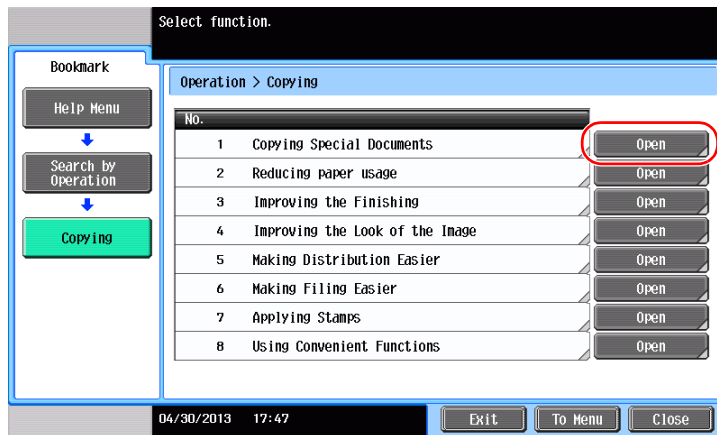 Select function.
Bookmark
Operation > Copying
Help Menu
No.
1 Copying Special Documents Open
Search by
Operation
2 Reducing paper usage Open
3 Improving the Finishing Open
Copying
4 Improving the Look of the Image Open
5 Making Distribution Easier Open
6 Making Filing Easier Open
7 Applying Stamps Open
8 Using Convenient Functions Open
04/30/2013 17:47 Exit To Menu Close